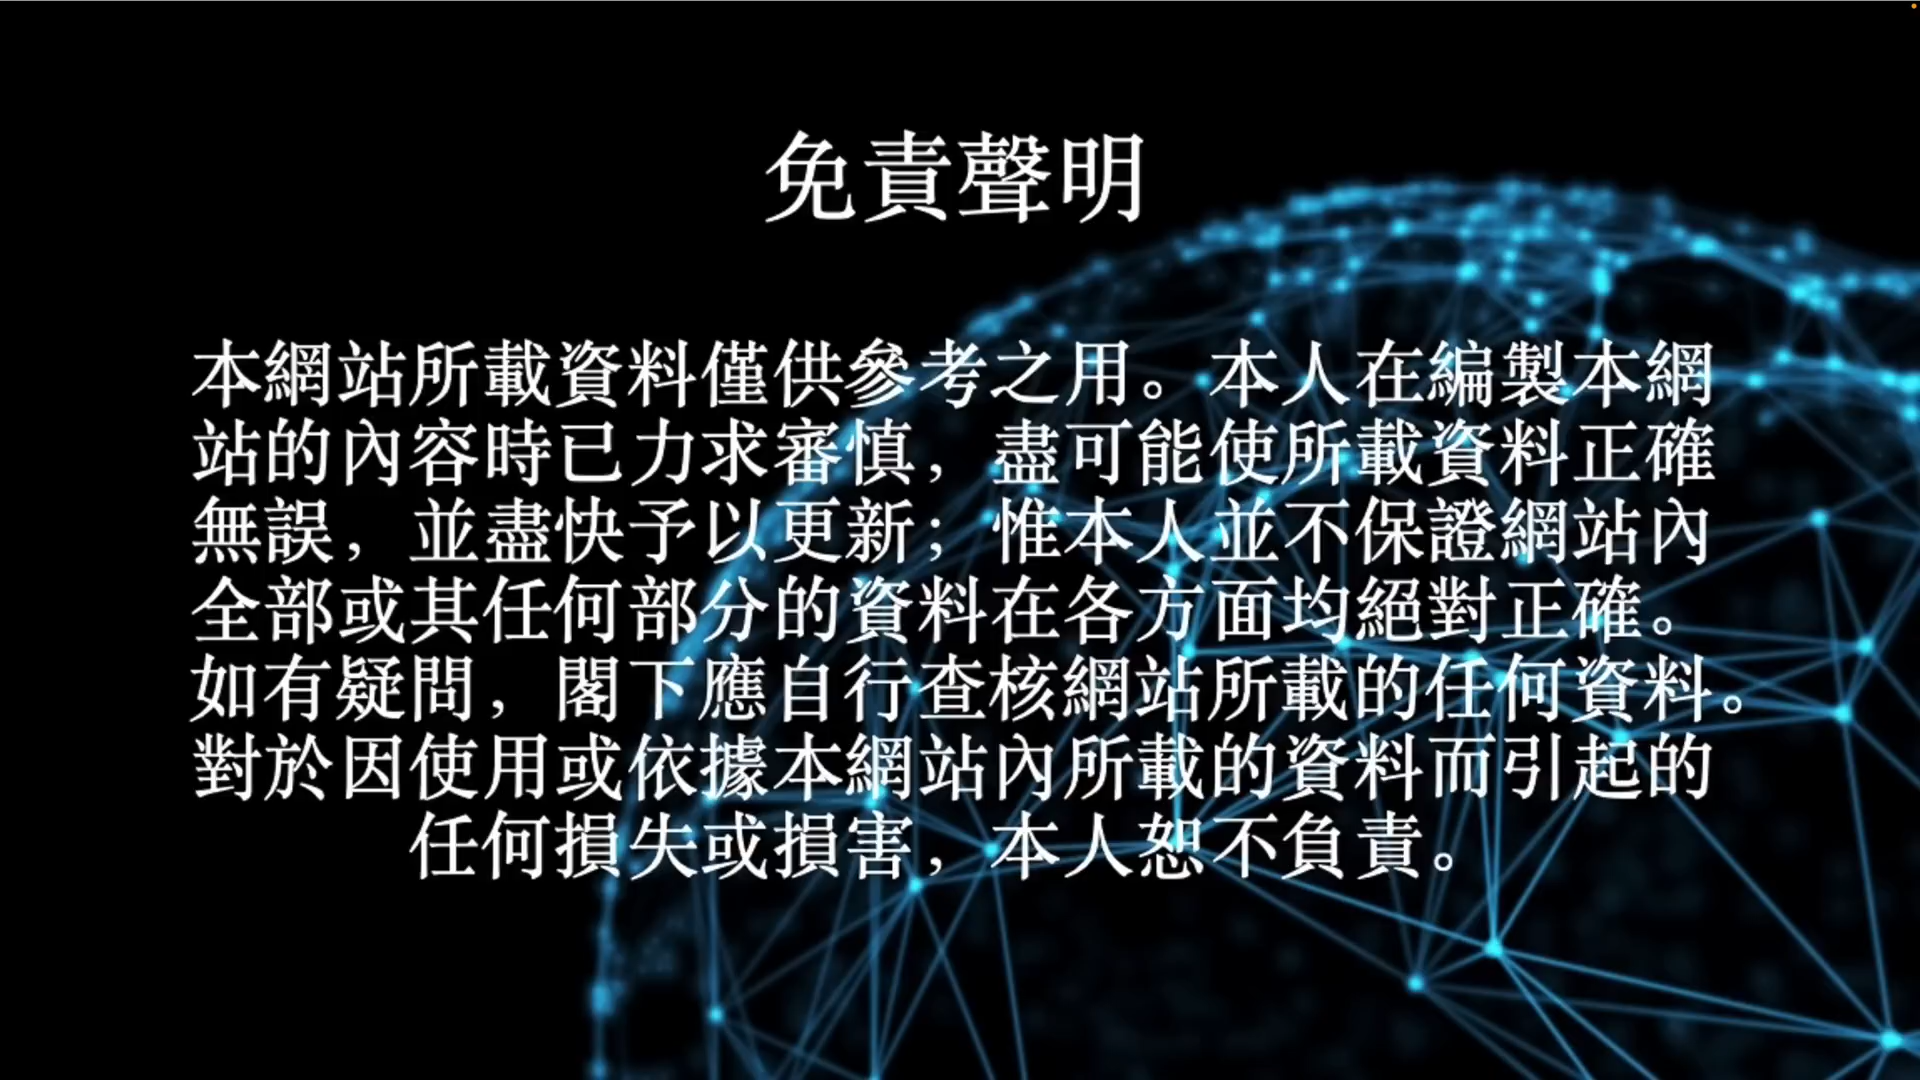 免責聲明
本網站所載資料僅供參考之用。本人在編製本網
站的內容時已力求審慎，盡可能使所載資料正確
無誤，並盡快予以更新；惟本人並不保證網站內
全部或其任何部分的資料在各方面均絕對正確。
如有疑問，閣下應自行查核網站所載的任何資料。
對於因使用或依據本網站內所載的資料而引起的
任何損失或損害，本人恕不負責。